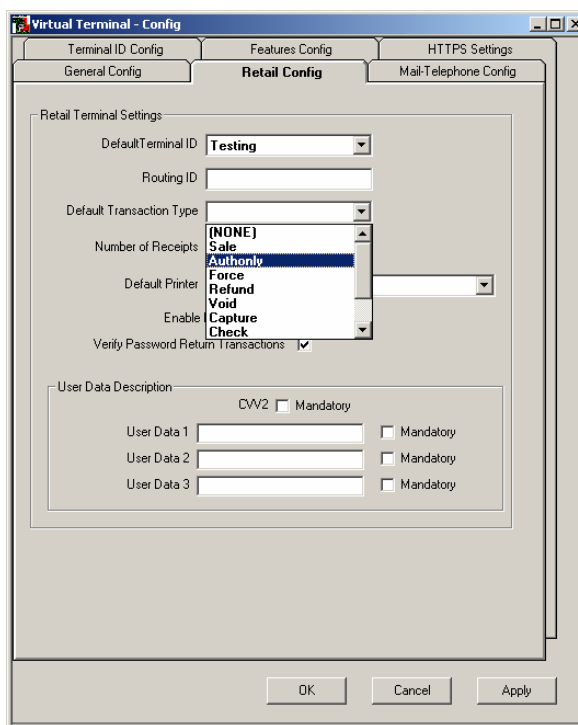 Virtual Terminal - Config
Terminal ID Config
Features Config
HTTPS Settings
General Config
Retail Config
Mail-Telephone Config
Retail Terminal Settings
DefaultTerminal ID Testing
Routing ID
Default Transaction Type
(NONE)
Number of Receipts Sale
Authonly
Force
Default Printer Refund
Void
Enable Capture
Check
Verify Password Return Transactions
User Data Description
CVV2 Mandatory
User Data 1 Mandatory
User Data 2 Mandatory
User Data 3 Mandatory
OK Cancel Apply